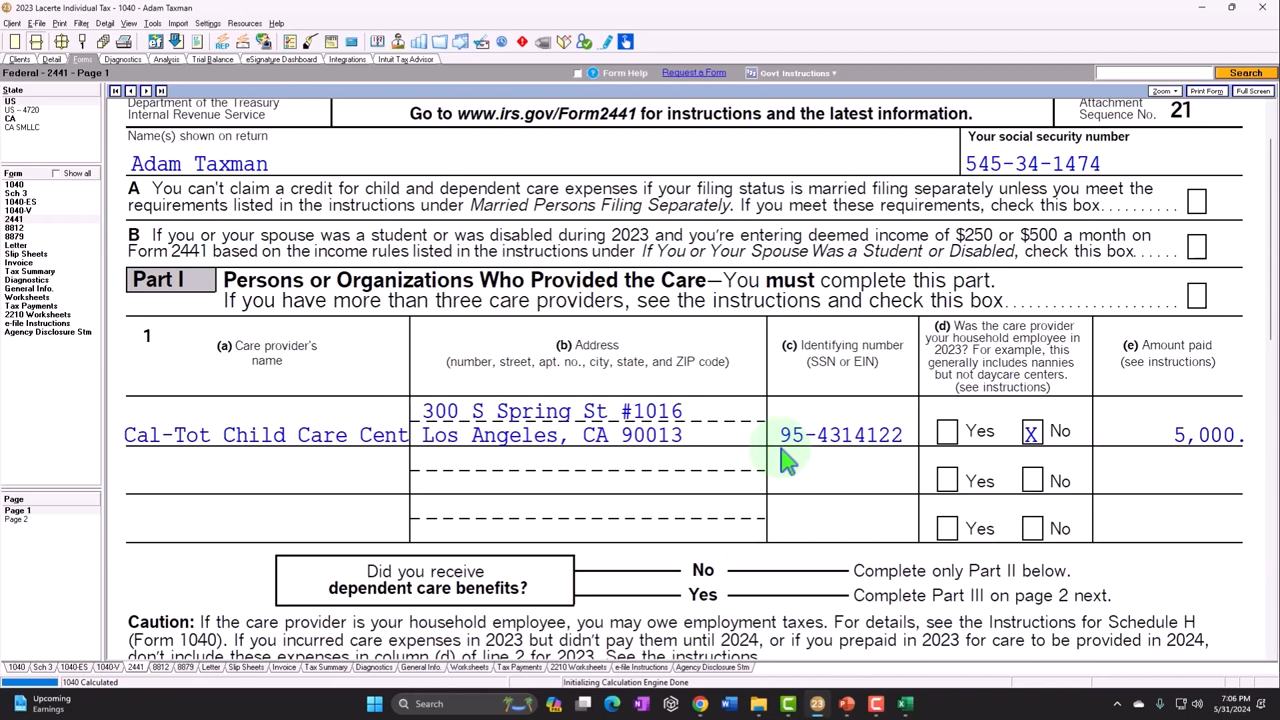 2023 Lacerte Individual Tax - 1040 - Adam Taxman
Client E-File Print Filter Detail View Tools Import Settings Resources Help
REP
Clients Detail Forms Diagnostics Analysis Trial Balance eSignature Dashboard Integrations Intuit Tax Advisor
Federal - 2441 - Page 1
Form Help Request a Form Govt Instructions Search
State
US
US - 4720
CA
CA SMLLC
Zoom Print Form Full Screen
Form Show all
1040
Sch 3
1040-ES
1040-V
2441
8812
8879
Letter
Slip Sheets
Invoice
Tax Summary
Diagnostics
General Info.
Worksheets
Tax Payments
2210 Worksheets
e-file Instructions
Agency Disclosure Stm
Page
Page 1
Page 2
Department of the Treasury
Internal Revenue Service
Go to www.irs.gov/Form2441 for instructions and the latest information.
Attachment
Sequence No. 21
Name(s) shown on return
Your social security number
Adam Taxman
545-34-1474
A You can't claim a credit for child and dependent care expenses if your filing status is married filing separately unless you meet the
requirements listed in the instructions under Married Persons Filing Separately. If you meet these requirements, check this box..........
B If you or your spouse was a student or was disabled during 2023 and you're entering deemed income of $250 or $500 a month on
Form 2441 based on the income rules listed in the instructions under If You or Your Spouse Was a Student or Disabled, check this box......
Part I Persons or Organizations Who Provided the Care—You must complete this part.
If you have more than three care providers, see the instructions and check this box.........................
1
(a) Care provider's
name
(b) Address
(number, street, apt. no., city, state, and ZIP code)
(c) Identifying number
(SSN or EIN)
(d) Was the care provider
your household employee in
2023? For example, this
generally includes nannies
but not daycare centers.
(see instructions)
(e) Amount paid
(see instructions)
300 S Spring St #1016
Cal-Tot Child Care Cent Los Angeles, CA 90013 95-4314122 Yes X No 5,000.
Yes No
Yes No
Did you receive
dependent care benefits?
No Complete only Part II below.
Yes Complete Part III on page 2 next.
Caution: If the care provider is your household employee, you may owe employment taxes. For details, see the Instructions for Schedule H
(Form 1040). If you incurred care expenses in 2023 but didn't pay them until 2024, or if you prepaid in 2023 for care to be provided in 2024,
don't include these expenses in column (d) of line 2 for 2023. See the instructions.
1040 Sch 3 1040-ES 1040-V 2441 8812 8879 Letter Slip Sheets Invoice Tax Summary Diagnostics General Info. Worksheets Tax Payments 2210 Worksheets e-file Instructions Agency Disclosure Stm
1040 Calculated
Initializing Calculation Engine Done
Upcoming
Earnings
Search
23
7:06 PM
5/31/2024